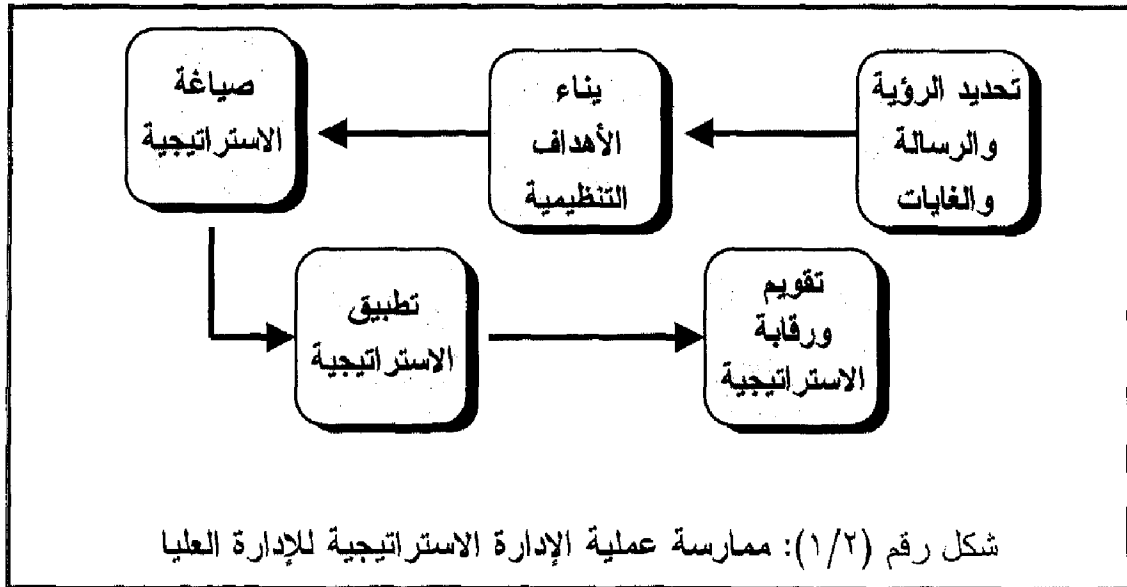 تحديد الرؤية
والرسالة
والغايات
بناء
الأهداف
التنظيمية
صياغة
الاستراتيجية
تطبيق
الاستراتيجية
تقويم
ورقابة
الاستراتيجية
شكل رقم (١/٢): ممارسة عملية الإدارة الاستراتيجية للإدارة العليا